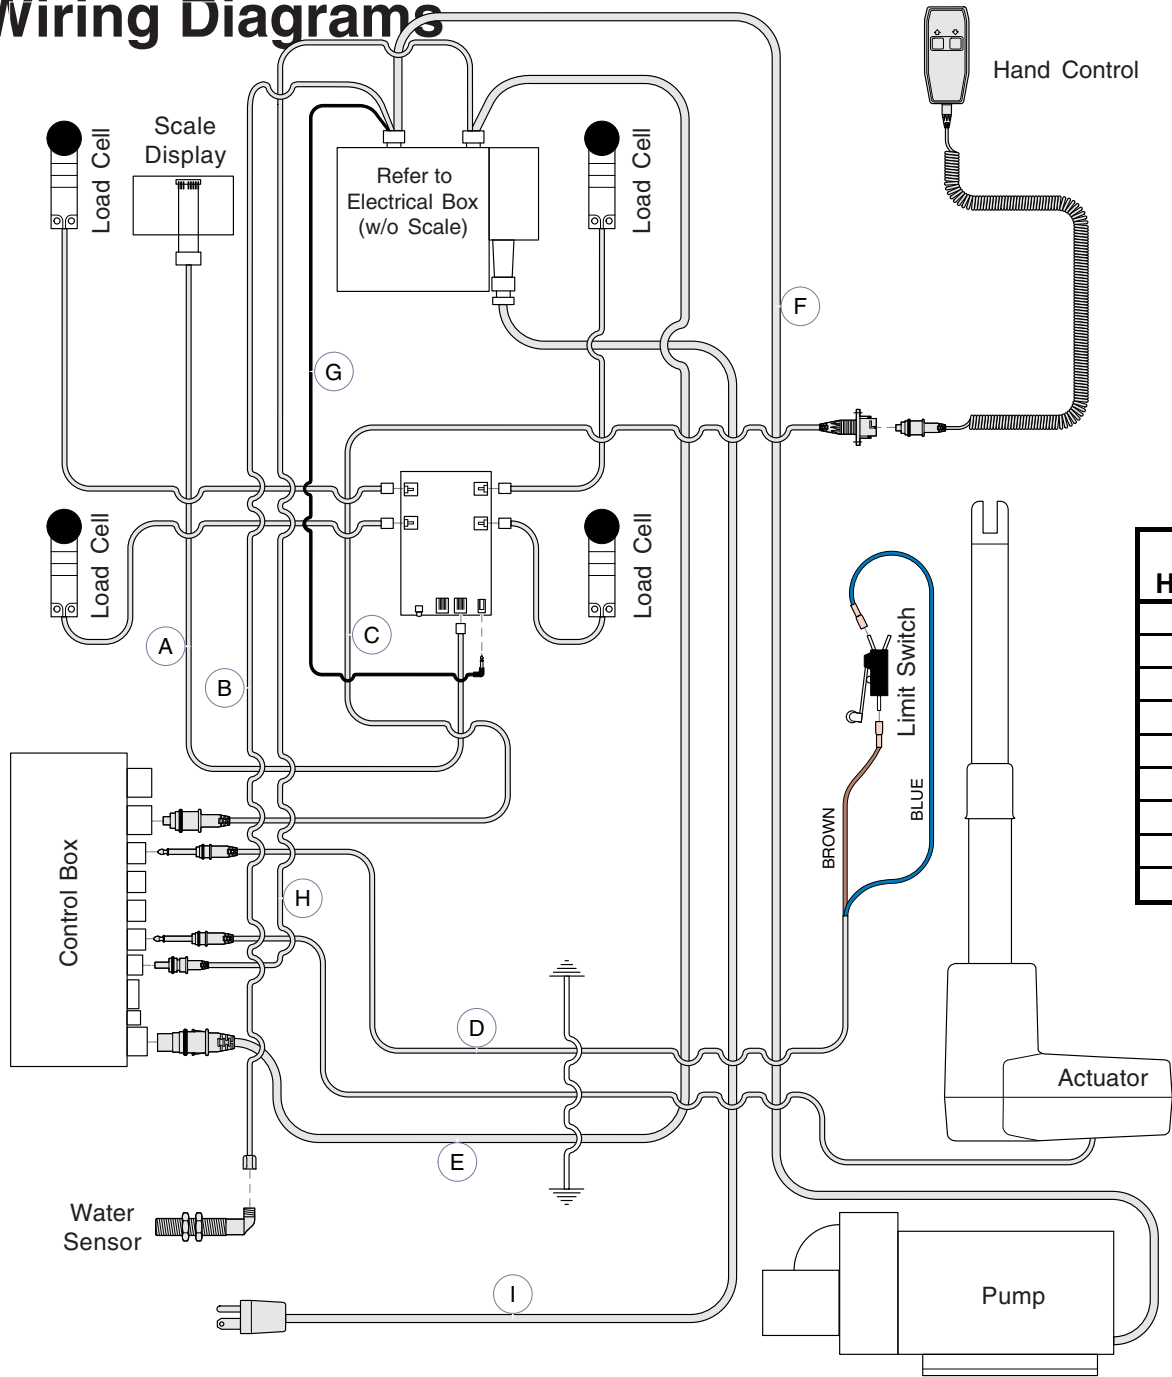 Wiring Diagrams
Hand Control
Scale
Display
Load Cell
Load Cell
Refer to
Electrical Box
(w/o Scale)
F
G
Load Cell
Load Cell
A
B
C
Limit Switch
BROWN
BLUE
H
Control Box
H
D
Actuator
E
Water
Sensor
I
Pump